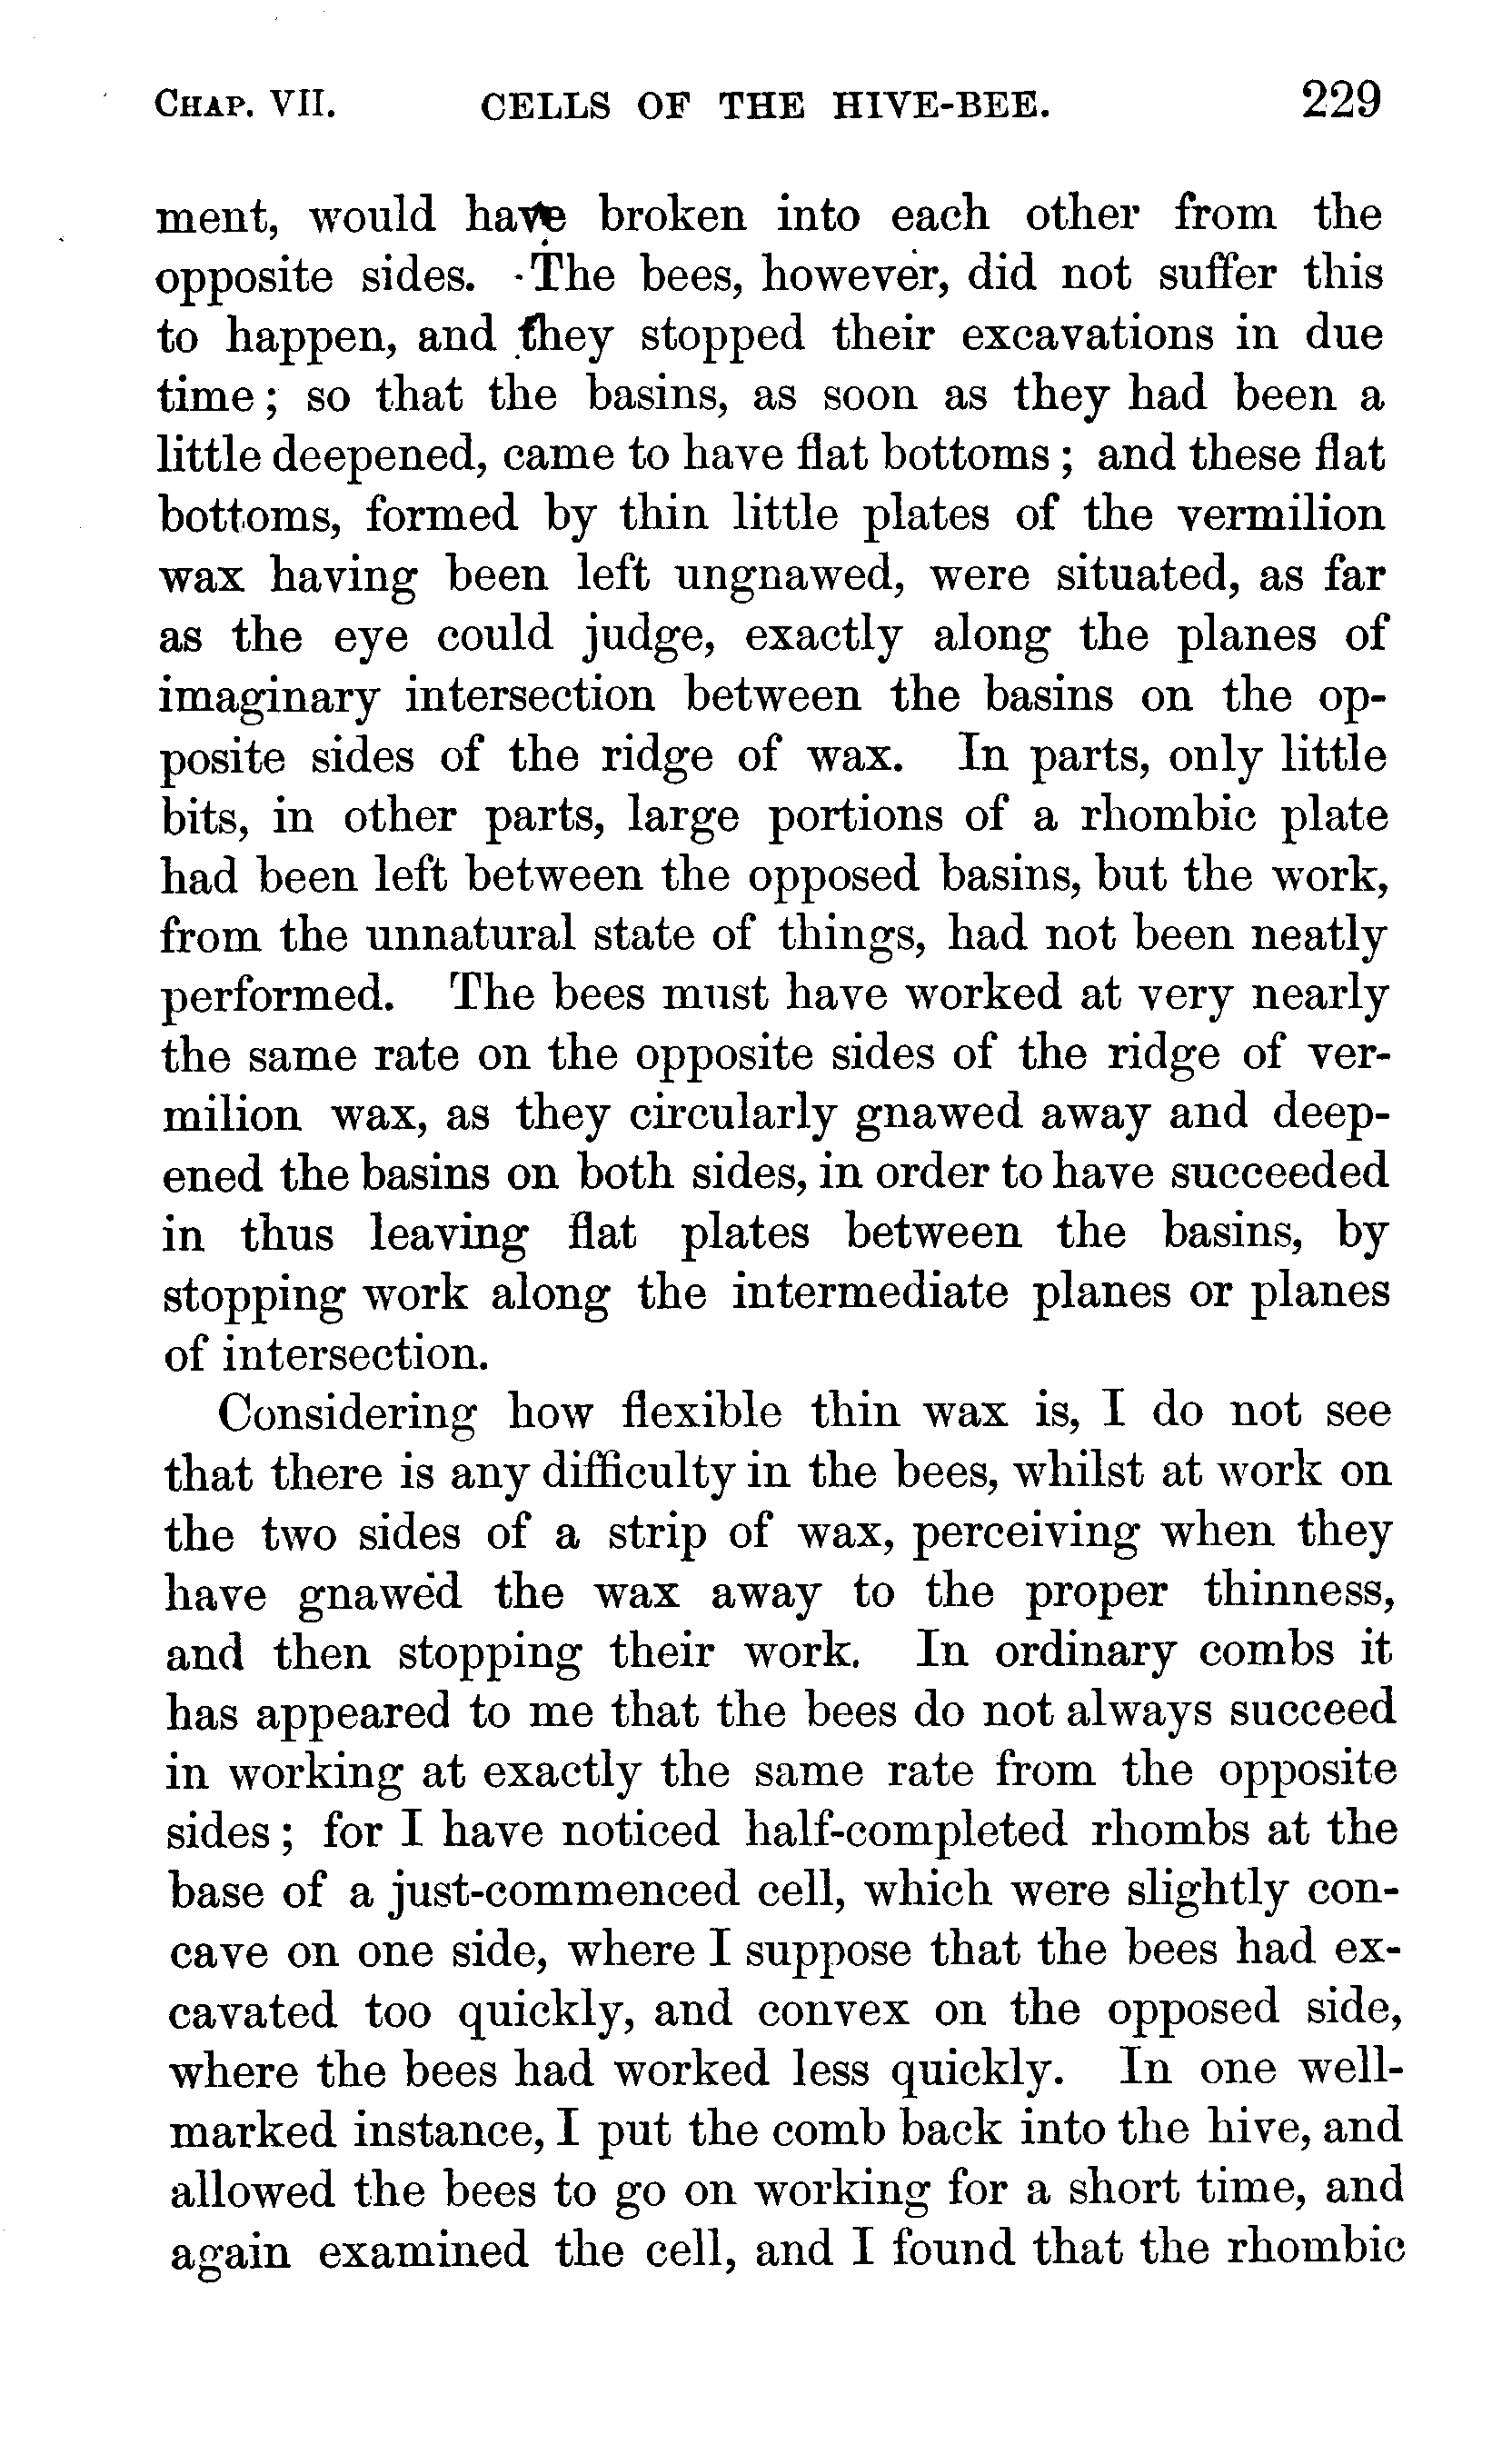 CHAP. VII. CELLS OF THE HIVE-BEE. 229
ment, would have broken into each other from the
opposite sides. The bees, however, did not suffer this
to happen, and they stopped their excavations in due
time; so that the basins, as soon as they had been a
little deepened, came to have flat bottoms; and these flat
bottoms, formed by thin little plates of the vermilion
wax having been left ungnawed, were situated, as far
as the eye could judge, exactly along the planes of
imaginary intersection between the basins on the op-
posite sides of the ridge of wax. In parts, only little
bits, in other parts, large portions of a rhombic plate
had been left between the opposed basins, but the work,
from the unnatural state of things, had not been neatly
performed. The bees must have worked at very nearly
the same rate on the opposite sides of the ridge of ver-
milion wax, as they circularly gnawed away and deep-
ened the basins on both sides, in order to have succeeded
in thus leaving flat plates between the basins, by
stopping work along the intermediate planes or planes
of intersection.
Considering how flexible thin wax is, I do not see
that there is any difficulty in the bees, whilst at work on
the two sides of a strip of wax, perceiving when they
have gnawed the wax away to the proper thinness,
and then stopping their work. In ordinary combs it
has appeared to me that the bees do not always succeed
in working at exactly the same rate from the opposite
sides; for I have noticed half-completed rhombs at the
base of a just-commenced cell, which were slightly con-
cave on one side, where I suppose that the bees had ex-
cavated too quickly, and convex on the opposed side,
where the bees had worked less quickly. In one well-
marked instance, I put the comb back into the hive, and
allowed the bees to go on working for a short time, and
again examined the cell, and I found that the rhombic